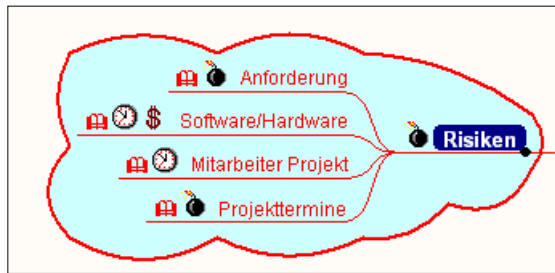 Anforderung
$ Software/Hardware
Risiken
Mitarbeiter Projekt
Projekttermine